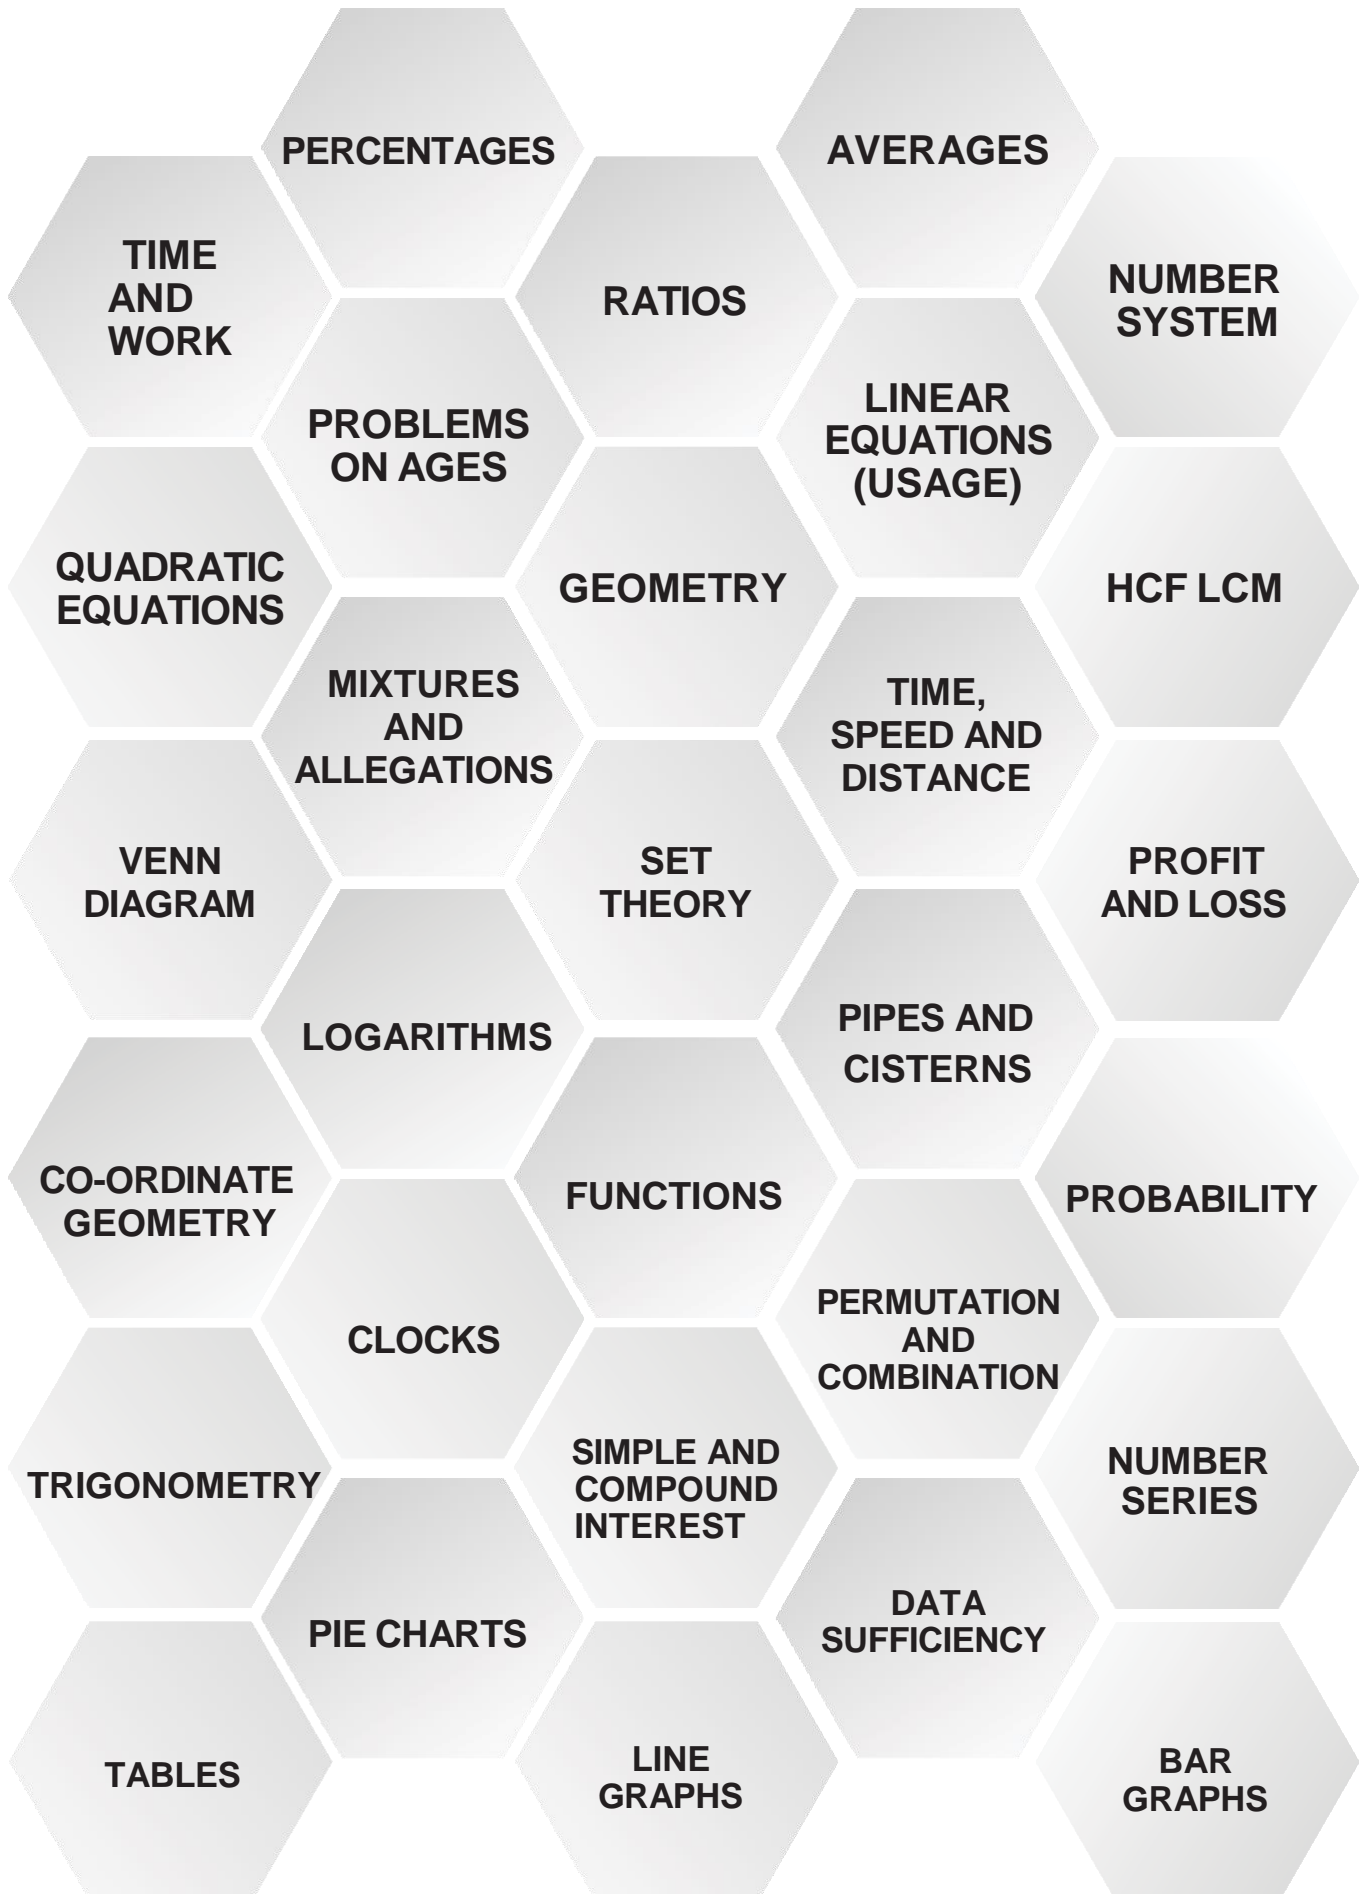 PERCENTAGES
AVERAGES
TIME
AND
WORK
RATIOS
NUMBER
SYSTEM
PROBLEMS
ON AGES
LINEAR
EQUATIONS
(USAGE)
QUADRATIC
EQUATIONS
GEOMETRY
HCF LCM
MIXTURES
AND
ALLEGATIONS
TIME,
SPEED AND
DISTANCE
VENN
DIAGRAM
SET
THEORY
PROFIT
AND LOSS
LOGARITHMS
PIPES AND
CISTERNS
CO-ORDINATE
GEOMETRY
FUNCTIONS
PROBABILITY
CLOCKS
PERMUTATION
AND
COMBINATION
TRIGONOMETRY
SIMPLE AND
COMPOUND
INTEREST
NUMBER
SERIES
PIE CHARTS
DATA
SUFFICIENCY
TABLES
LINE
GRAPHS
BAR
GRAPHS